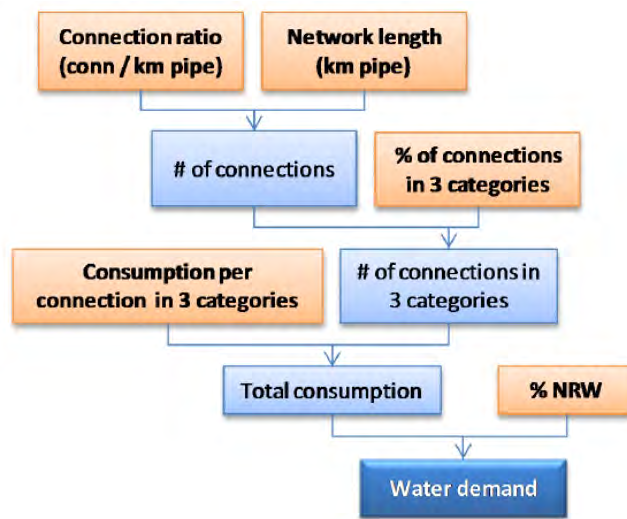 Connection ratio
(conn / km pipe)
Network length
(km pipe)
# of connections
% of connections
in 3 categories
Consumption per
connection in 3 categories
# of connections in
3 categories
Total consumption
% NRW
Water demand